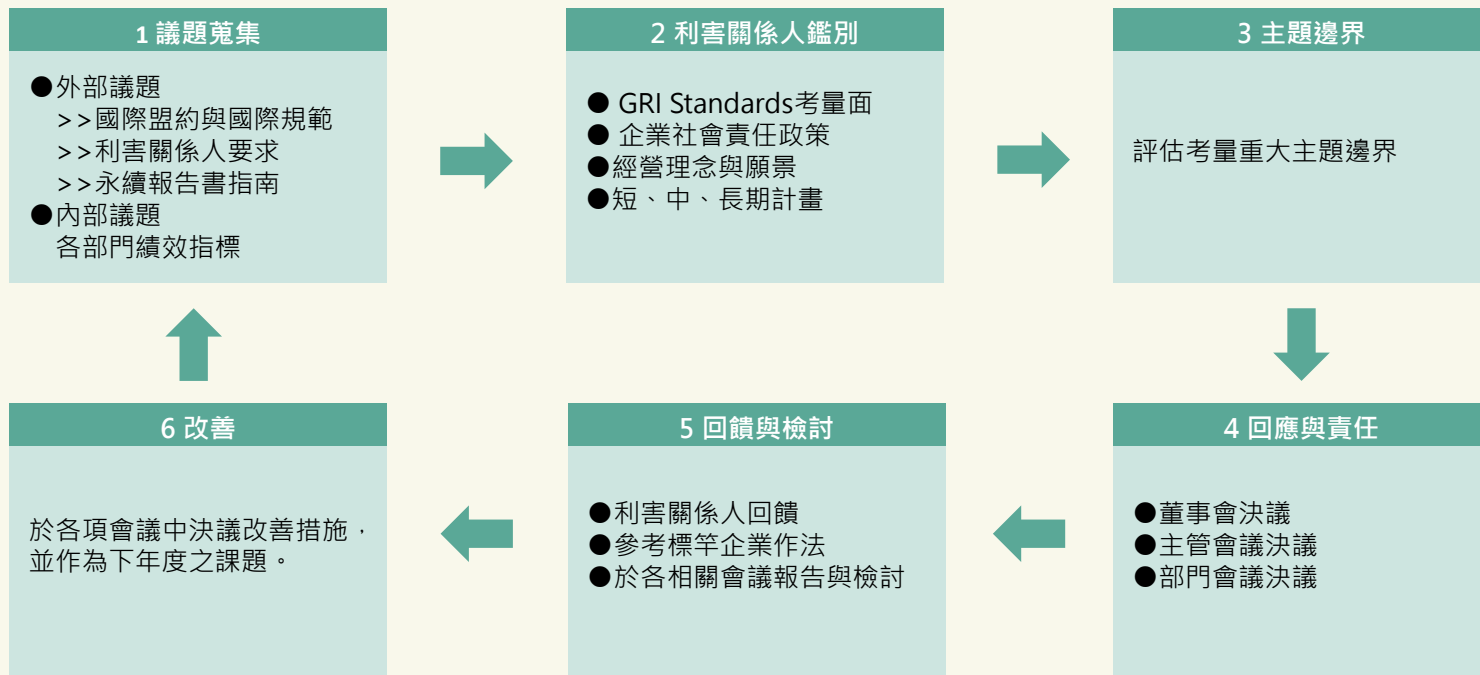 1 議題蒐集
●外部議題
>>國際盟約與國際規範
>>利害關係人要求
>>永續報告書指南
●內部議題
各部門績效指標
2 利害關係人鑑別
● GRI Standards考量面
● 企業社會責任政策
●經營理念與願景
●短、中、長期計畫
3 主題邊界
評估考量重大主題邊界
4 回應與責任
●董事會決議
●主管會議決議
●部門會議決議
5 回饋與檢討
●利害關係人回饋
●參考標竿企業作法
●於各相關會議報告與檢討
6 改善
於各項會議中決議改善措施，
並作為下年度之課題。